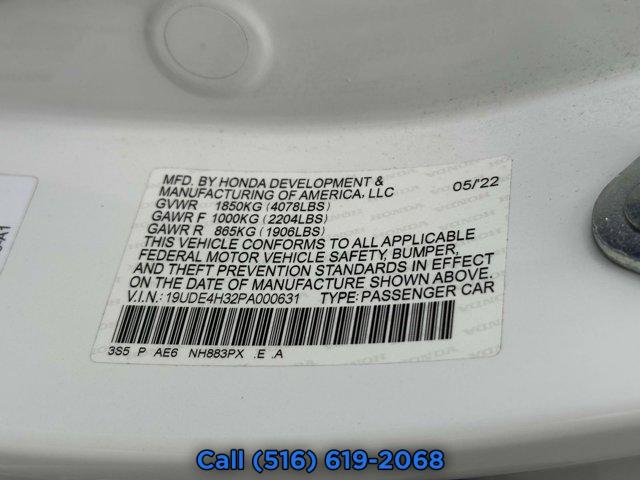 MFD. BY HONDA DEVELOPMENT &
MANUFACTURING OF AMERICA, LLC 05/'22
GVWR 1850KG (4078LBS)
GAWR F 1000KG (2204LBS)
GAWR R 865KG (1906LBS)
THIS VEHICLE CONFORMS TO ALL APPLICABLE
FEDERAL MOTOR VEHICLE SAFETY, BUMPER,
AND THEFT PREVENTION STANDARDS IN EFFECT
ON THE DATE OF MANUFACTURE SHOWN ABOVE.
V.I.N.: 19UDE4H32PA000631 TYPE: PASSENGER CAR
3S5 P AE6 NH883PX .E .A
-A1
Call (516) 619-2068